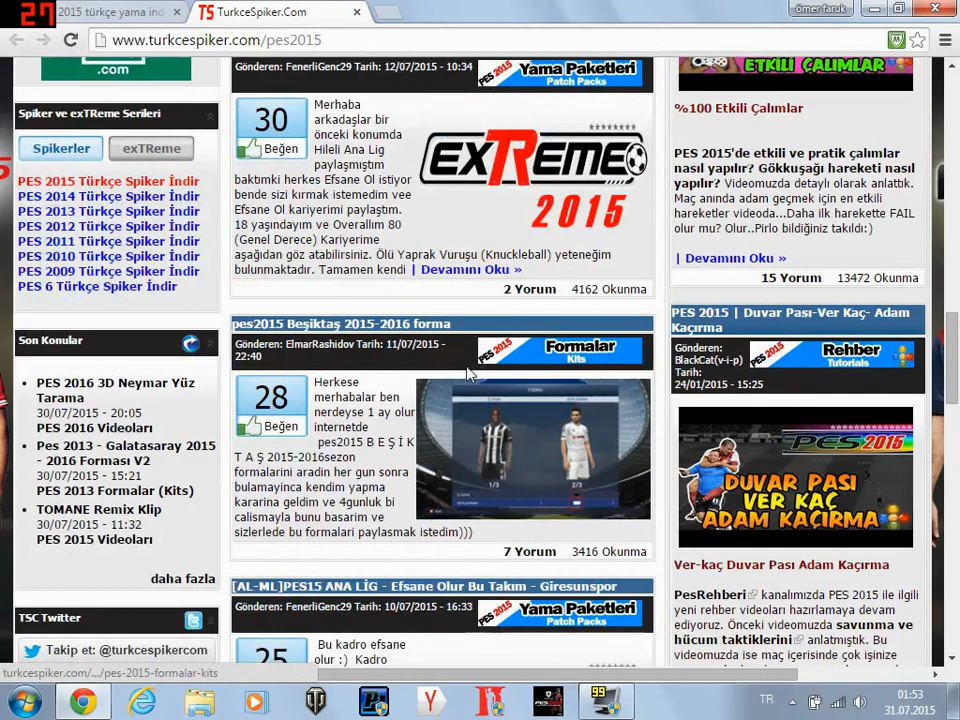 27
2015 türkçe yama ind
TS TurkceSpiker.Com
ömer faruk
www.turkcespiker.com/pes2015
.com
Spiker ve exTReme Serileri
Spikerler
exTReme
PES 2015 Türkçe Spiker İndir
PES 2014 Türkçe Spiker İndir
PES 2013 Türkçe Spiker İndir
PES 2012 Türkçe Spiker İndir
PES 2011 Türkçe Spiker İndir
PES 2010 Türkçe Spiker İndir
PES 2009 Türkçe Spiker İndir
PES 6 Türkçe Spiker İndir
Son Konular
PES 2016 3D Neymar Yüz
Tarama
30/07/2015 - 20:05
PES 2016 Videoları
Pes 2013 - Galatasaray 2015
- 2016 Forması V2
30/07/2015 - 15:21
PES 2013 Formalar (Kits)
TOMANE Remix Klip
30/07/2015 - 11:32
PES 2015 Videoları
daha fazla
TSC Twitter
Takip et: @turkcespikercom
turkcespiker.com/.../pes-2015-formalar-kits
Gönderen: FenerliGenc29 Tarih: 12/07/2015 - 10:34
PES 2015
Yama Paketleri
Patch Packs
30
Beğen
Merhaba
arkadaşlar bir
önceki konumda
Hileli Ana Lig
paylaşmıştim
baktımki herkes Efsane Ol istiyor
bende sizi kırmak istemedim vee
Efsane Ol kariyerimi paylaştım.
18 yaşındayım ve Overallım 80
(Genel Derece) Kariyerime
aşağıdan göz atabilirsiniz. Ölü Yaprak Vuruşu (Knuckleball) yeteneğim
bulunmaktadır. Tamamen kendi | Devamını Oku »
exTReme
2015
2 Yorum 4162 Okunma
pes2015 Beşiktaş 2015-2016 forma
Gönderen: ElmarRashidov Tarih: 11/07/2015 -
22:40
PES 2015
Formalar
Kits
28
Beğen
Herkese
merhabalar ben
nerdeyse 1 ay olur
internetde
pes2015 B E Ş İ K
T A Ş 2015-2016sezon
formalarini aradin her gun sonra
bulamayinca kendim yapma
kararina geldim ve 4gunluk bi
calismayla bunu basarim ve
sizlerlede bu formalari paylasmak istedim)))
1/3
2/3
7 Yorum 3416 Okunma
[AL-ML]PES15 ANA LİG - Efsane Olur Bu Takım - Giresunspor
Gönderen: FenerliGenc29 Tarih: 10/07/2015 - 16:33
PES 2015
Yama Paketleri
Patch Packs
25
Bu kadro efsane
olur :) Kadro
ETKİLİ ÇALIMLAR
%100 Etkili Çalımlar
PES 2015'de etkili ve pratik çalımlar
nasıl yapılır? Gökkuşağı hareketi nasıl
yapılır? Videomuzda detaylı olarak anlattık.
Maç anında adam geçmek için en etkili
hareketler videoda...Daha ilk harekette FAIL
olur mu? Olur..Pirlo bildiğiniz takıldı:)
| Devamını Oku »
15 Yorum 13472 Okunma
PES 2015 | Duvar Pası-Ver Kaç- Adam
Kaçırma
Gönderen:
BlackCat(v-i-p)
Tarih:
24/01/2015 - 15:25
PES 2015
Rehber
Tutorials
PES2015
DUVAR PASI
VER KAÇ
ADAM KAÇIRMA
Ver-kaç Duvar Pası Adam Kaçırma
PesRehberi kanalımızda PES 2015 ile ilgili
yeni rehber videoları hazırlamaya devam
ediyoruz. Önceki videomuzda savunma ve
hücum taktiklerini anlatmıştık. Bu
videomuzda ise maç içerisinde çok işinize
99
TR
01:53
31.07.2015